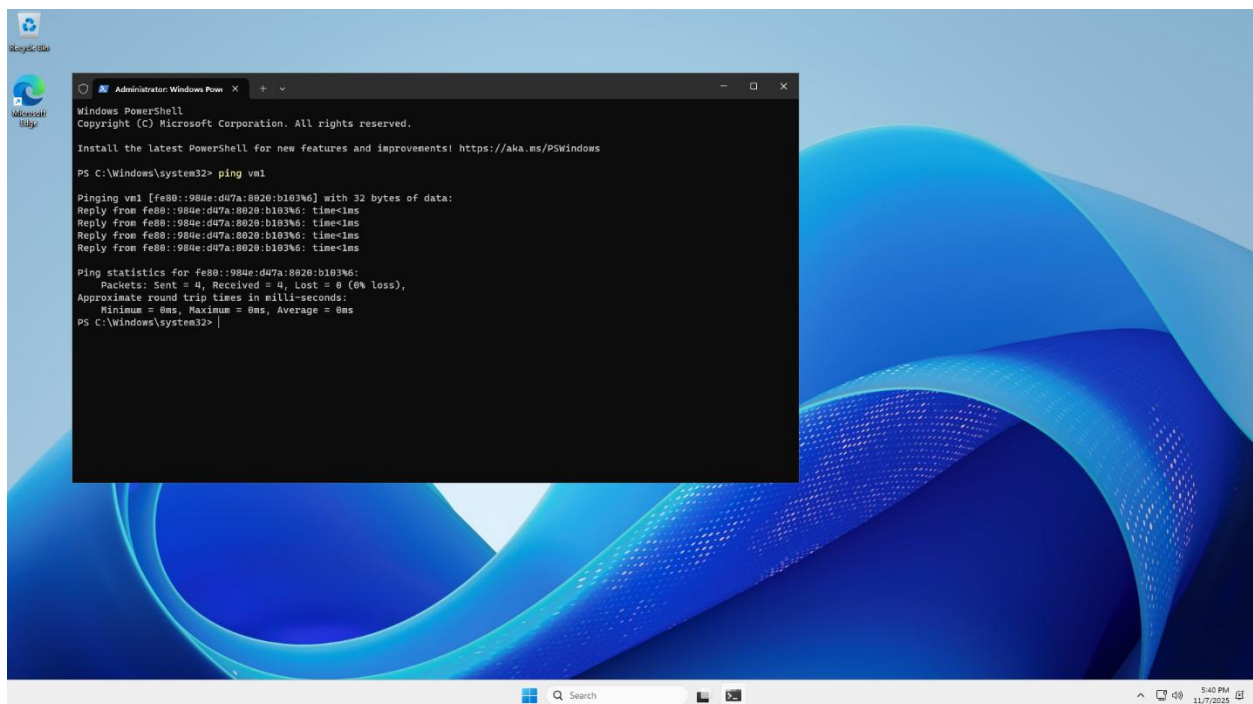 Recycle Bin
Microsoft
Edge
Administrator: Windows Powe
Windows PowerShell
Copyright (C) Microsoft Corporation. All rights reserved.
Install the latest PowerShell for new features and improvements! https://aka.ms/PSWindows
PS C:\Windows\system32> ping vm1
Pinging vm1 [fe80::984e:d47a:8020:b103%6] with 32 bytes of data:
Reply from fe80::984e:d47a:8020:b103%6: time<1ms
Reply from fe80::984e:d47a:8020:b103%6: time<1ms
Reply from fe80::984e:d47a:8020:b103%6: time<1ms
Reply from fe80::984e:d47a:8020:b103%6: time<1ms
Ping statistics for fe80::984e:d47a:8020:b103%6:
Packets: Sent = 4, Received = 4, Lost = 0 (0% loss),
Approximate round trip times in milli-seconds:
Minimum = 0ms, Maximum = 0ms, Average = 0ms
PS C:\Windows\system32>
Search
5:40 PM
11/7/2025